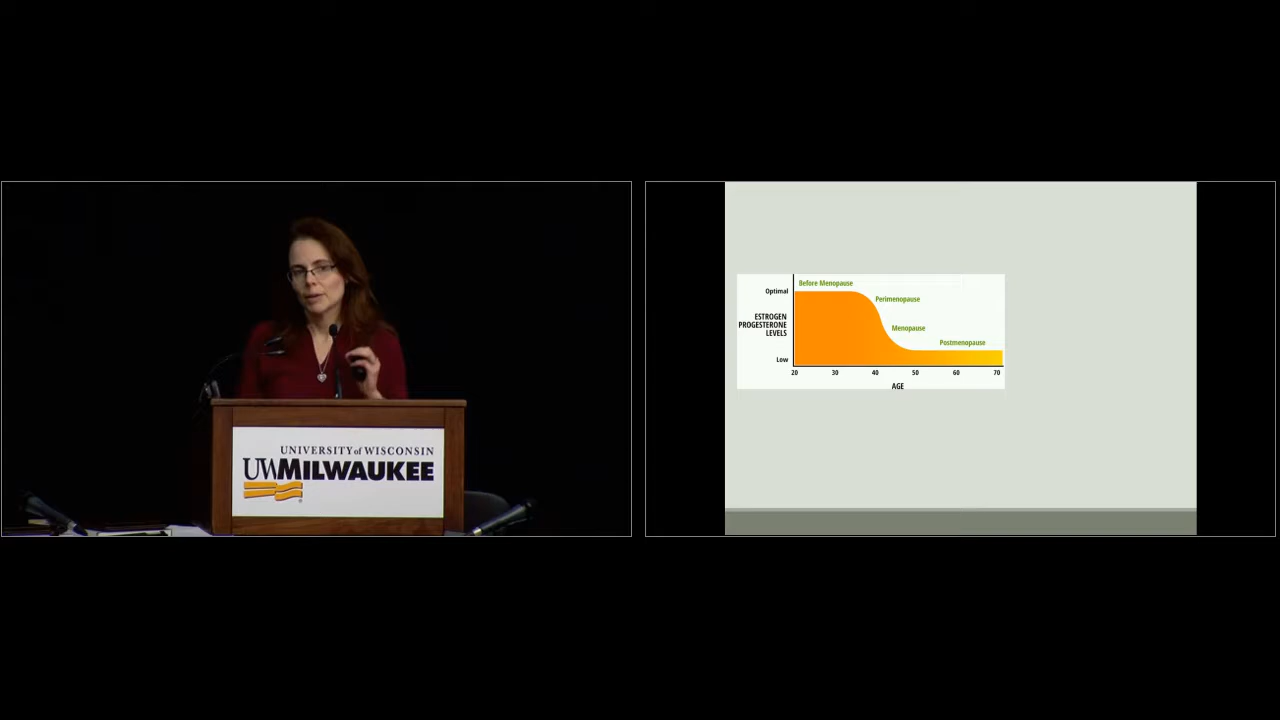 UNIVERSITY of WISCONSIN
UWMILWAUKEE
Before Menopause
Optimal
Perimenopause
ESTROGEN
PROGESTERONE
LEVELS
Menopause
Postmenopause
Low
20 30 40 50 60 70
AGE